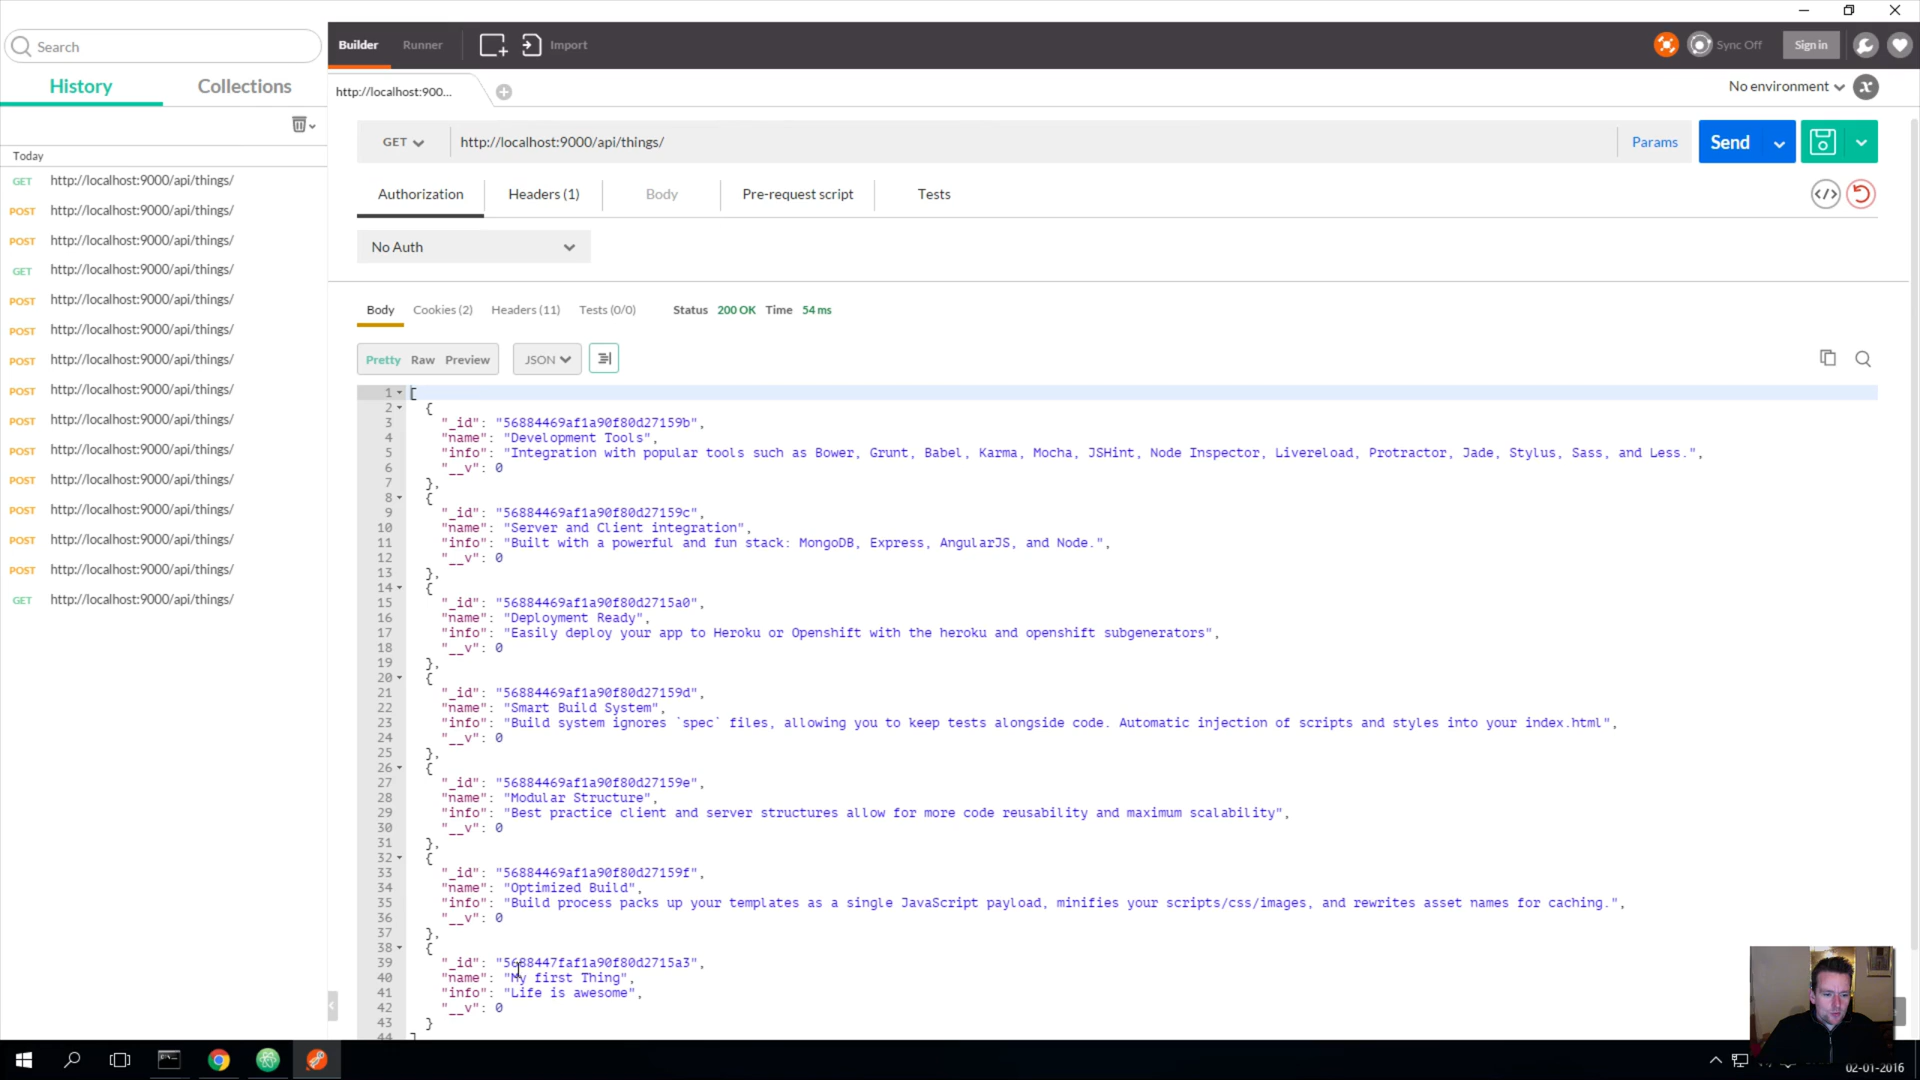 Search
Builder
Runner
Import
Sync Off
Sign in
History
Collections
http://localhost:900...
No environment
GET
http://localhost:9000/api/things/
Params
Send
Today
GET http://localhost:9000/api/things/
POST http://localhost:9000/api/things/
POST http://localhost:9000/api/things/
GET http://localhost:9000/api/things/
POST http://localhost:9000/api/things/
POST http://localhost:9000/api/things/
POST http://localhost:9000/api/things/
POST http://localhost:9000/api/things/
POST http://localhost:9000/api/things/
POST http://localhost:9000/api/things/
POST http://localhost:9000/api/things/
POST http://localhost:9000/api/things/
POST http://localhost:9000/api/things/
POST http://localhost:9000/api/things/
GET http://localhost:9000/api/things/
Authorization
Headers (1)
Body
Pre-request script
Tests
No Auth
Body
Cookies (2)
Headers (11)
Tests (0/0)
Status 200 OK Time 54 ms
Pretty Raw Preview
JSON
1 [
2 {
3 "_id": "56884469af1a90f80d27159b",
4 "name": "Development Tools",
5 "info": "Integration with popular tools such as Bower, Grunt, Babel, Karma, Mocha, JSHint, Node Inspector, Livereload, Protractor, Jade, Stylus, Sass, and Less.",
6 "__v": 0
7 },
8 {
9 "_id": "56884469af1a90f80d27159c",
10 "name": "Server and Client integration",
11 "info": "Built with a powerful and fun stack: MongoDB, Express, AngularJS, and Node.",
12 "__v": 0
13 },
14 {
15 "_id": "56884469af1a90f80d2715a0",
16 "name": "Deployment Ready",
17 "info": "Easily deploy your app to Heroku or Openshift with the heroku and openshift subgenerators",
18 "__v": 0
19 },
20 {
21 "_id": "56884469af1a90f80d27159d",
22 "name": "Smart Build System",
23 "info": "Build system ignores `spec` files, allowing you to keep tests alongside code. Automatic injection of scripts and styles into your index.html",
24 "__v": 0
25 },
26 {
27 "_id": "56884469af1a90f80d27159e",
28 "name": "Modular Structure",
29 "info": "Best practice client and server structures allow for more code reusability and maximum scalability",
30 "__v": 0
31 },
32 {
33 "_id": "56884469af1a90f80d27159f",
34 "name": "Optimized Build",
35 "info": "Build process packs up your templates as a single JavaScript payload, minifies your scripts/css/images, and rewrites asset names for caching.",
36 "__v": 0
37 },
38 {
39 "_id": "5688447faf1a90f80d2715a3",
40 "name": "My first Thing",
41 "info": "Life is awesome",
42 "__v": 0
43 }
44 ]
02-01-2016